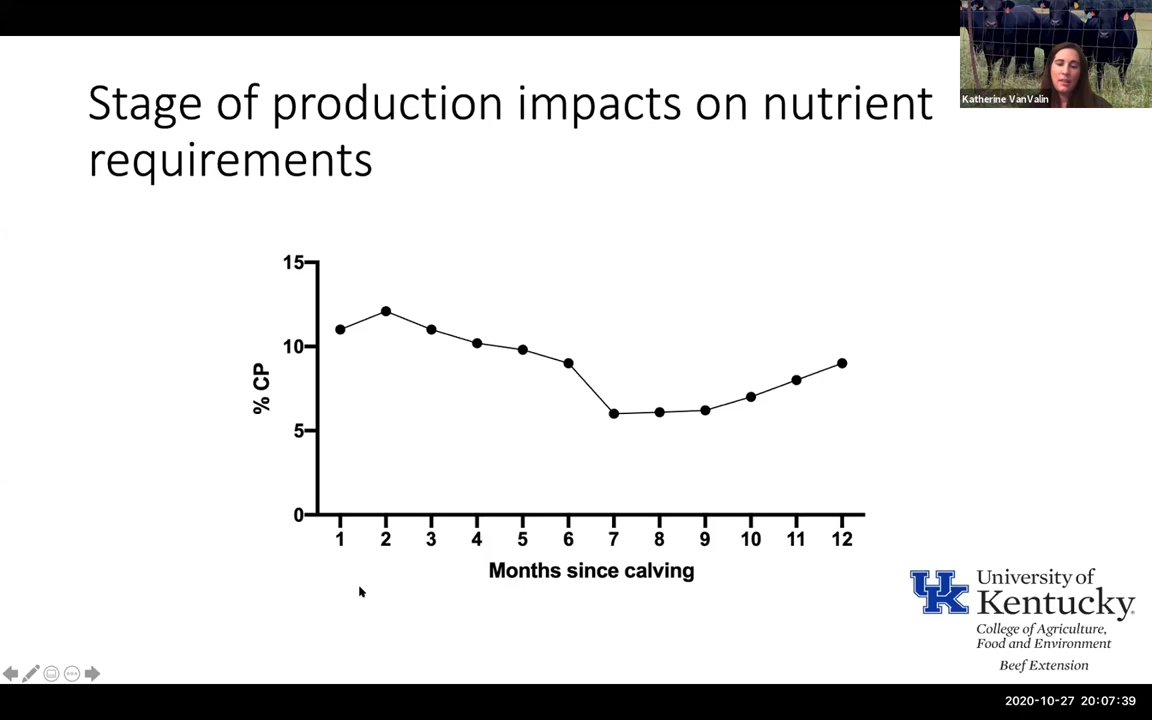 Katherine VanValin
Stage of production impacts on nutrient
requirements
15
10
5
0
% CP
1 2 3 4 5 6 7 8 9 10 11 12
Months since calving
UK
University of
Kentucky
College of Agriculture,
Food and Environment
Beef Extension
2020-10-27 20:07:39